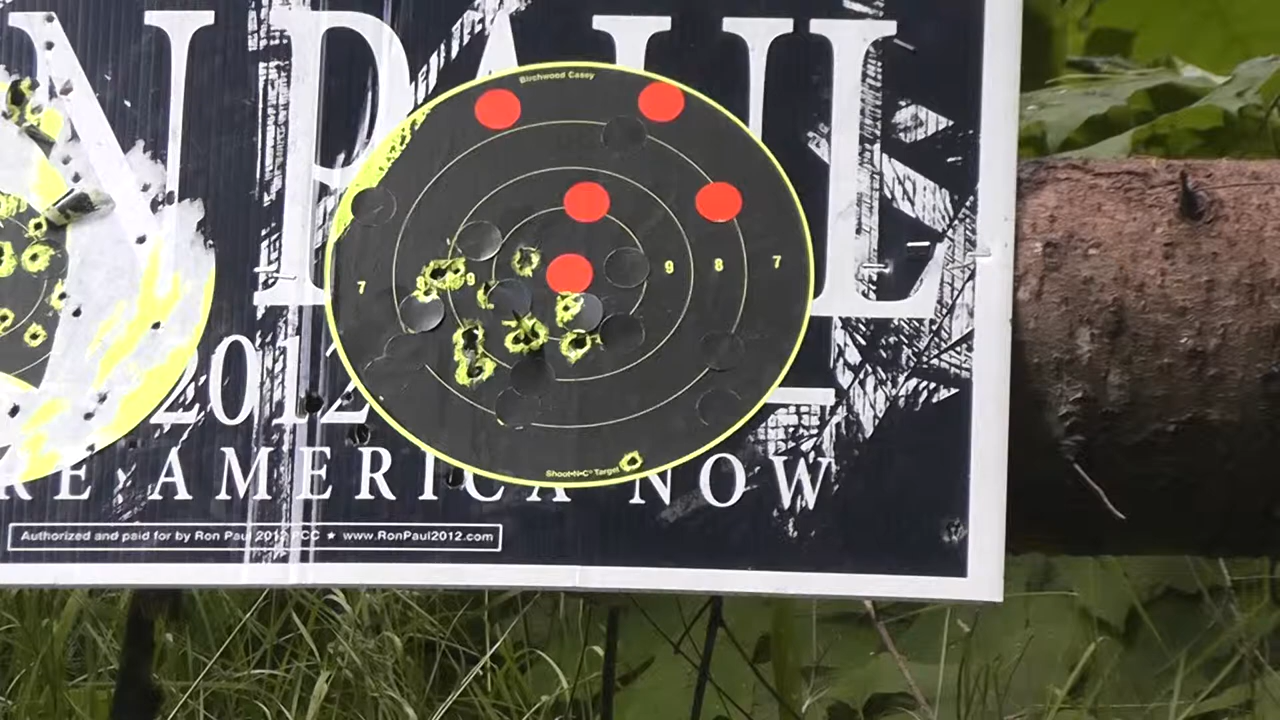 N PAUL
Birchwood Casey
7 9 9 8 7
2012
RE AMERICA NOW
Shoot•N•C® Target
Authorized and paid for by Ron Paul 2012 PCC ★ www.RonPaul2012.com